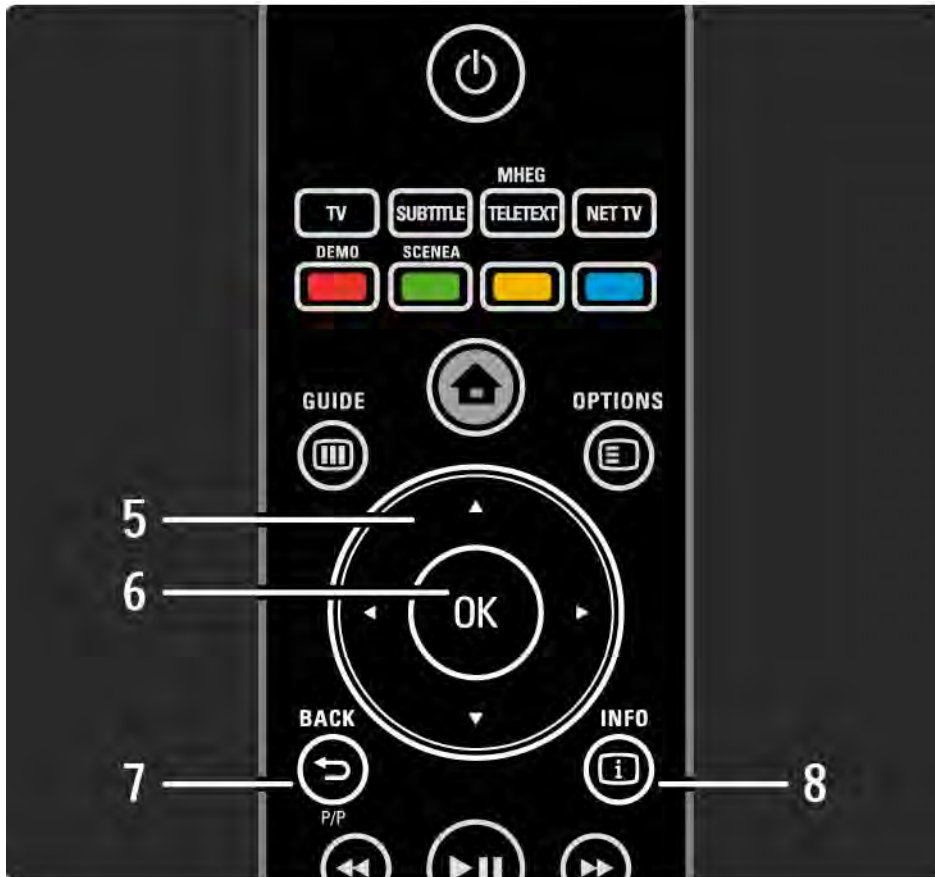 MHEG
TV SUBTITLE TELETEXT NET TV
DEMO SCENEA
GUIDE OPTIONS
5
6 OK
BACK INFO
7 8
P/P